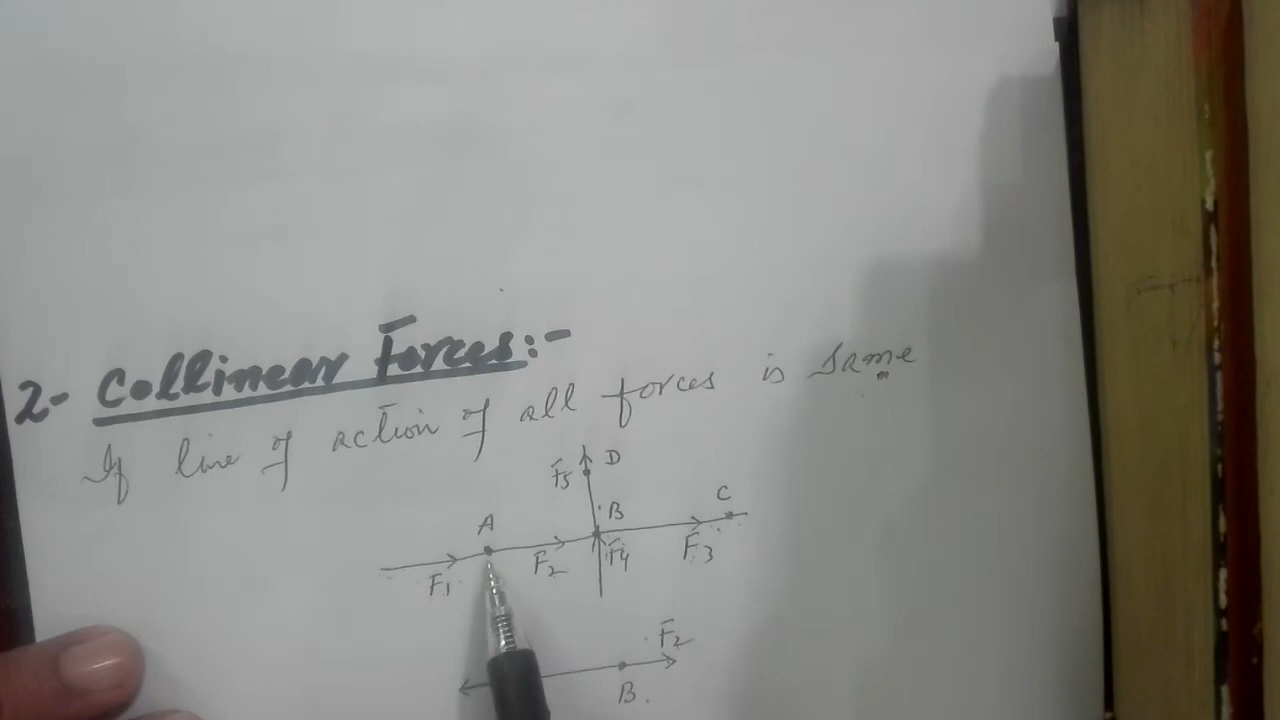 2- Collinear Forces:-
If line of action of all forces is same
F5 D
A B C
F1 F2 F4 F3
F2
B.